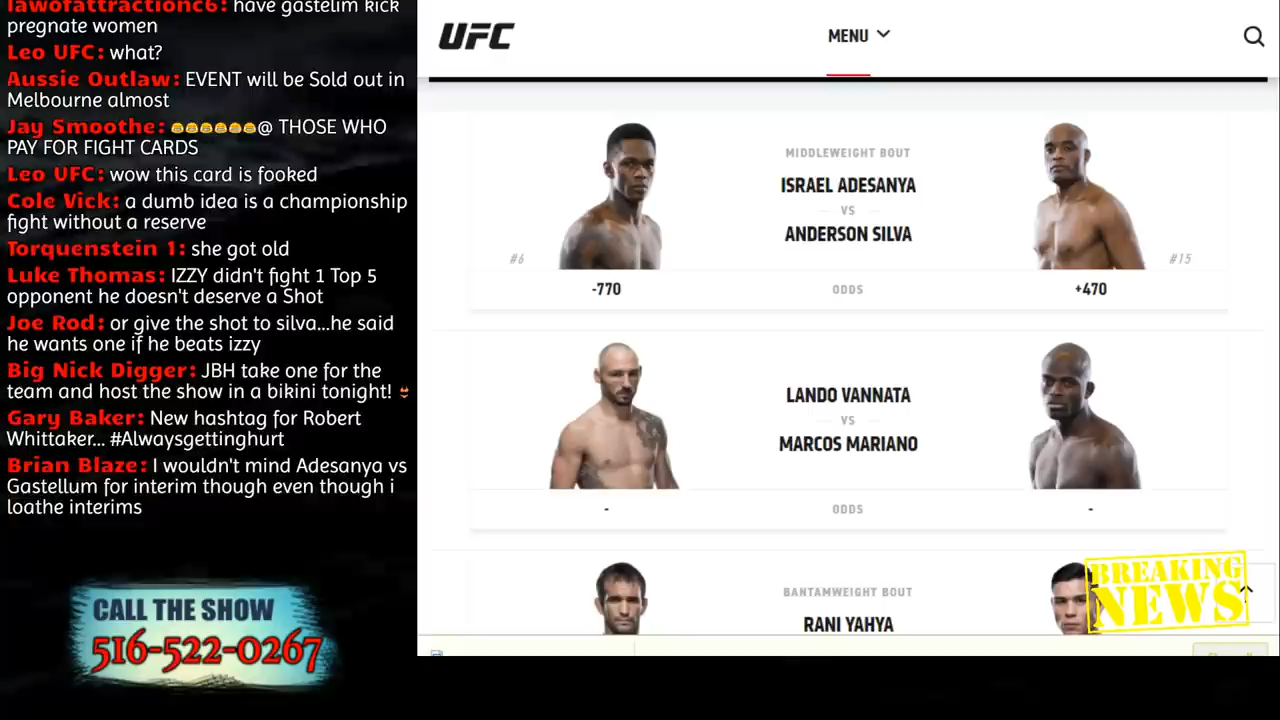 lawofattractionc6: have gastelim kick
pregnate women
Leo UFC: what?
Aussie Outlaw: EVENT will be Sold out in
Melbourne almost
Jay Smoothe: @ THOSE WHO
PAY FOR FIGHT CARDS
Leo UFC: wow this card is fooked
Cole Vick: a dumb idea is a championship
fight without a reserve
Torquenstein 1: she got old
Luke Thomas: IZZY didn't fight 1 Top 5
opponent he doesn't deserve a Shot
Joe Rod: or give the shot to silva...he said
he wants one if he beats izzy
Big Nick Digger: JBH take one for the
team and host the show in a bikini tonight!
Gary Baker: New hashtag for Robert
Whittaker... #Alwaysgettinghurt
Brian Blaze: I wouldn't mind Adesanya vs
Gastellum for interim though even though i
loathe interims
CALL THE SHOW
516-522-0267
UFC
MENU
MIDDLEWEIGHT BOUT
ISRAEL ADESANYA
VS
ANDERSON SILVA
#6
#15
-770
ODDS
+470
LANDO VANNATA
VS
MARCOS MARIANO
-
ODDS
-
BANTAMWEIGHT BOUT
RANI YAHYA
BREAKING
NEWS